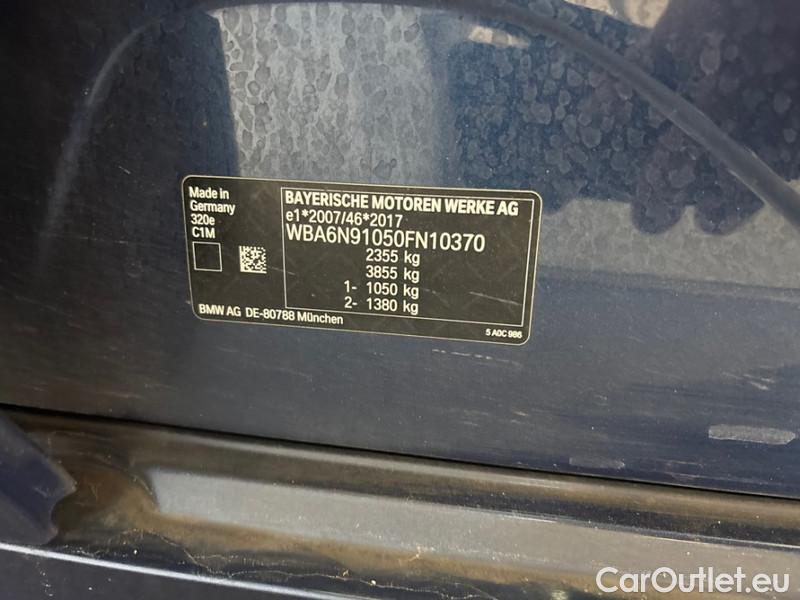 Made in
Germany
320e
C1M
BMW AG DE-80788 München
BAYERISCHE MOTOREN WERKE AG
e1*2007/46*2017
WBA6N91050FN10370
2355 kg
3855 kg
1- 1050 kg
2- 1380 kg
5 A0C 986
CarOutlet.eu